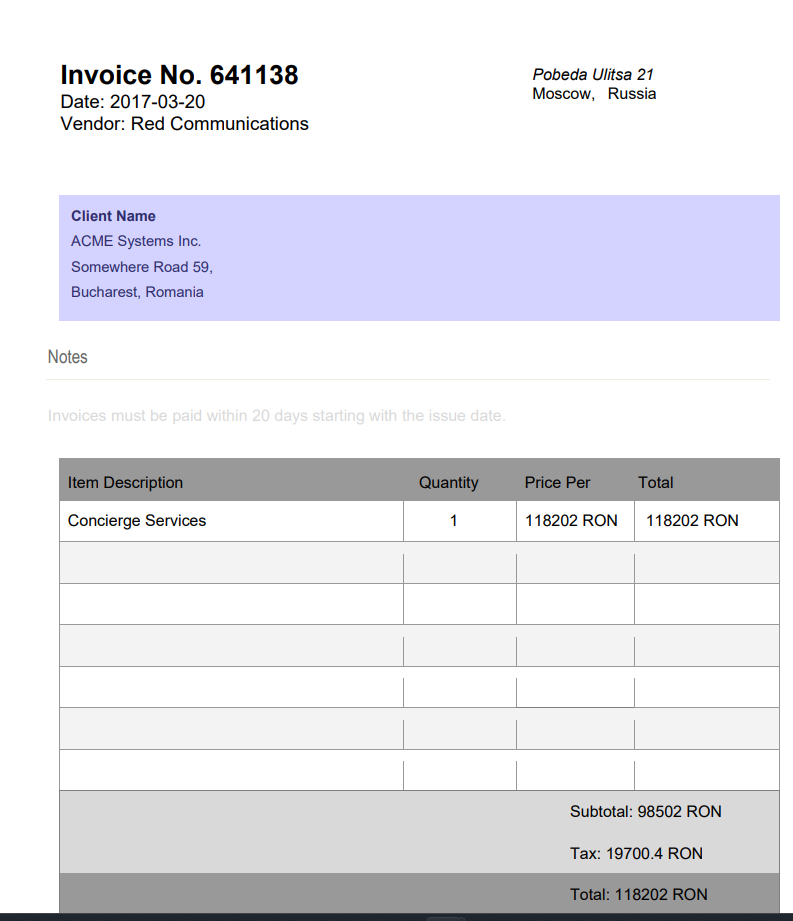 Invoice No. 641138
Date: 2017-03-20
Vendor: Red Communications
Pobeda Ulitsa 21
Moscow, Russia
Client Name
ACME Systems Inc.
Somewhere Road 59,
Bucharest, Romania
Notes
Invoices must be paid within 20 days starting with the issue date.
Item Description Quantity Price Per Total
Concierge Services 1 118202 RON 118202 RON
Subtotal: 98502 RON
Tax: 19700.4 RON
Total: 118202 RON